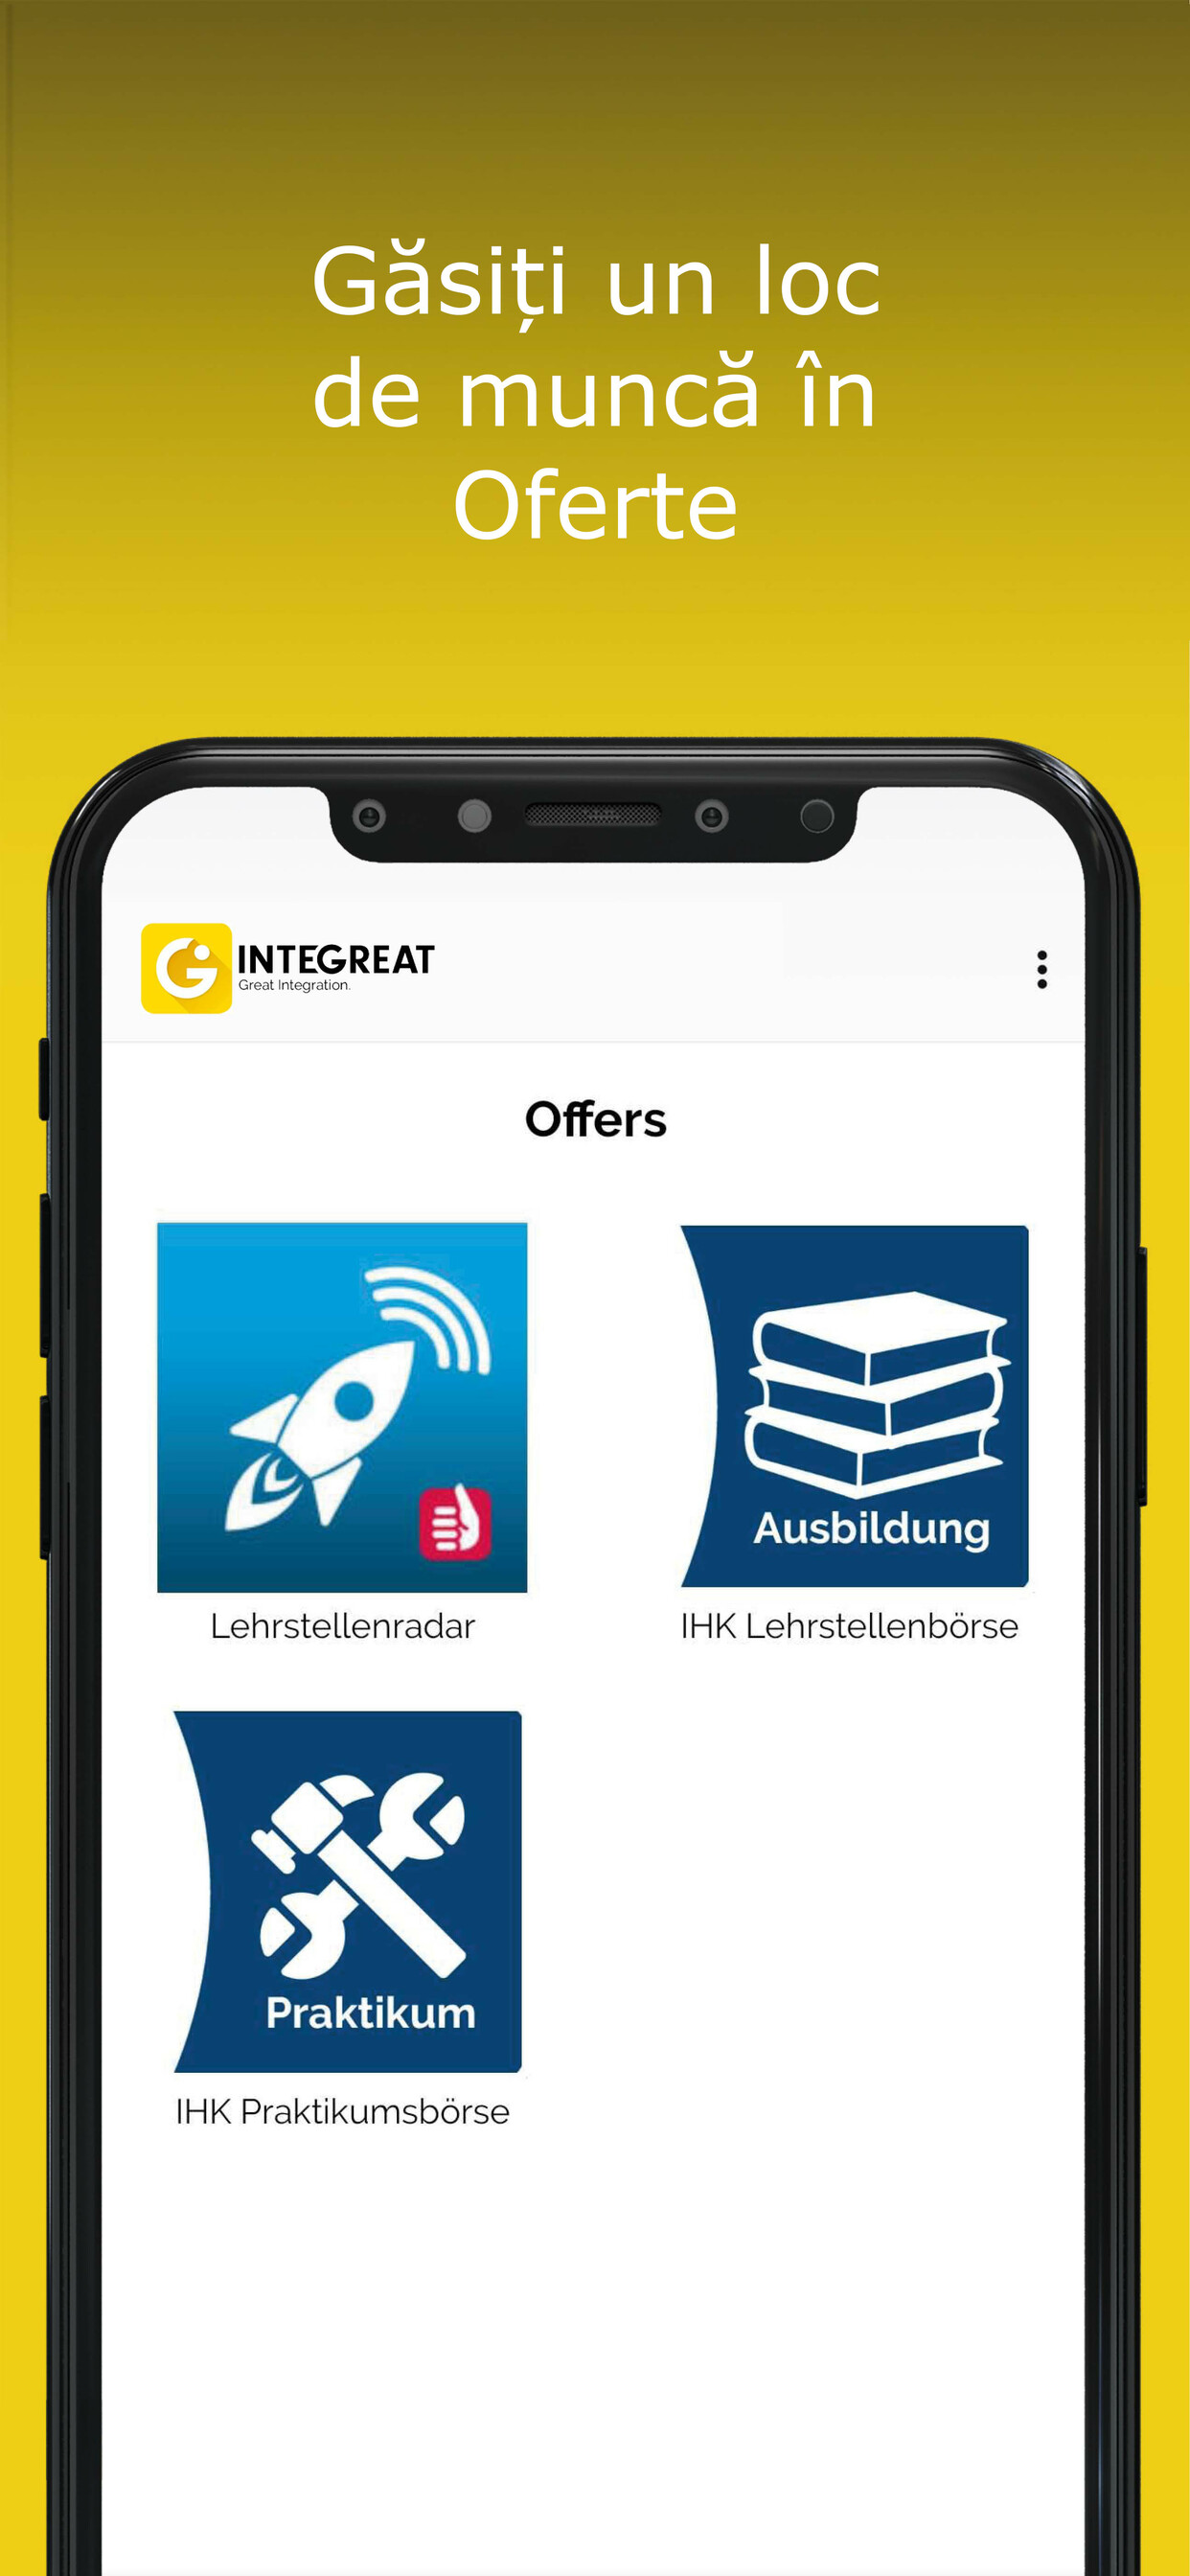 Găsiți un loc
de muncă în
Oferte
INTEGREAT
Great Integration.
Offers
Ausbildung
Lehrstellenradar
IHK Lehrstellenbörse
Praktikum
IHK Praktikumsbörse